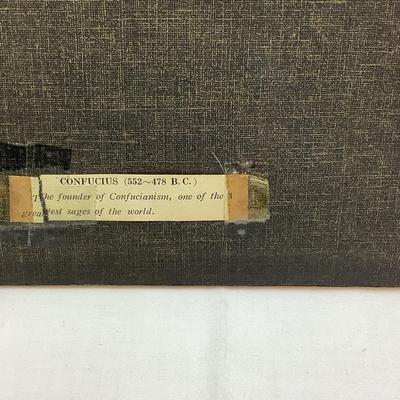 CONFUCIUS (552~478 B. C.)
The founder of Confucianism, one of the
greatest sages of the world.